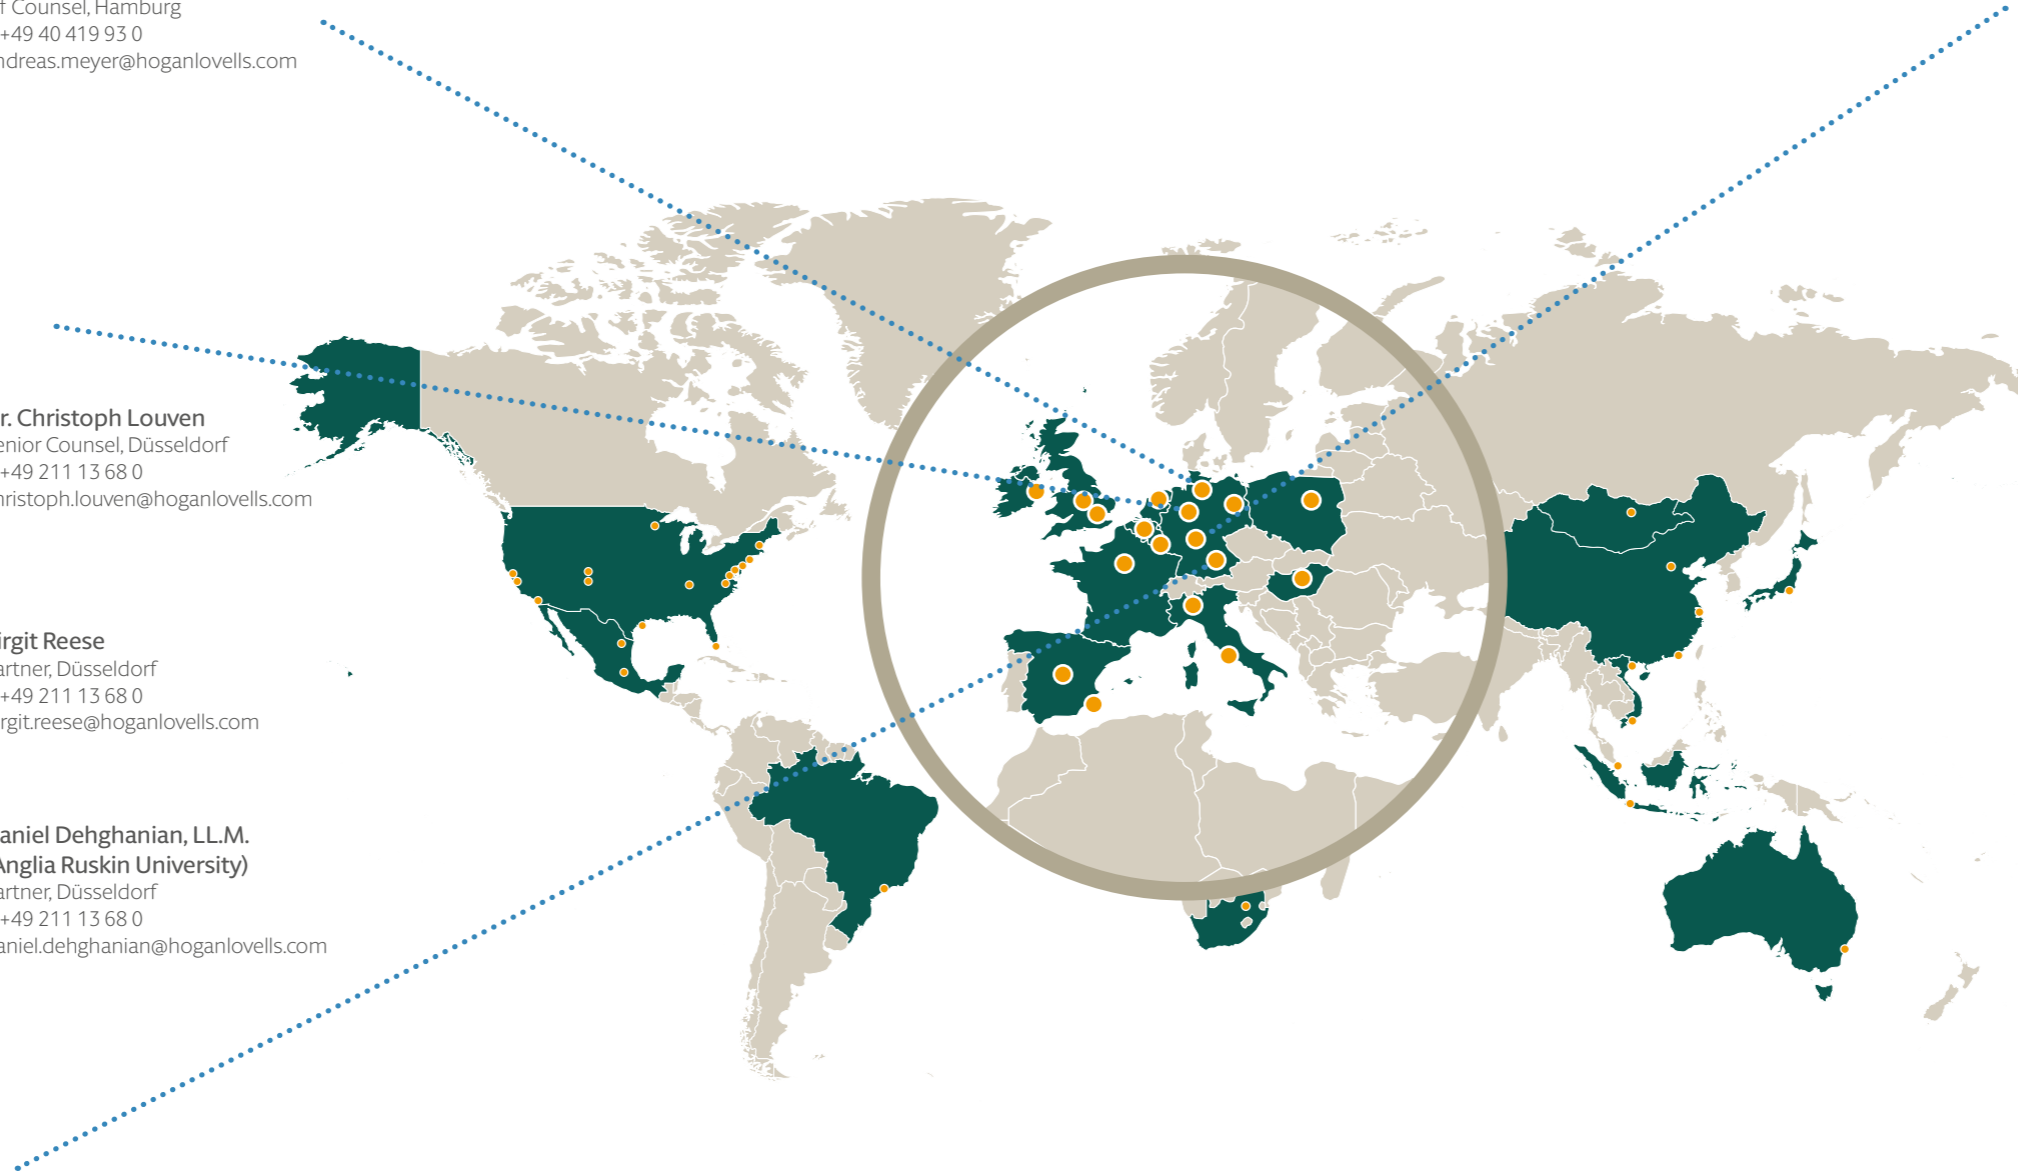 f Counsel, Hamburg
+49 40 419 93 0
ndreas.meyer@hoganlovells.com
r. Christoph Louven
enior Counsel, Düsseldorf
+49 211 13 68 0
hristoph.louven@hoganlovells.com
irgit Reese
artner, Düsseldorf
+49 211 13 68 0
irgit.reese@hoganlovells.com
aniel Dehghanian, LL.M.
Anglia Ruskin University)
artner, Düsseldorf
+49 211 13 68 0
aniel.dehghanian@hoganlovells.com